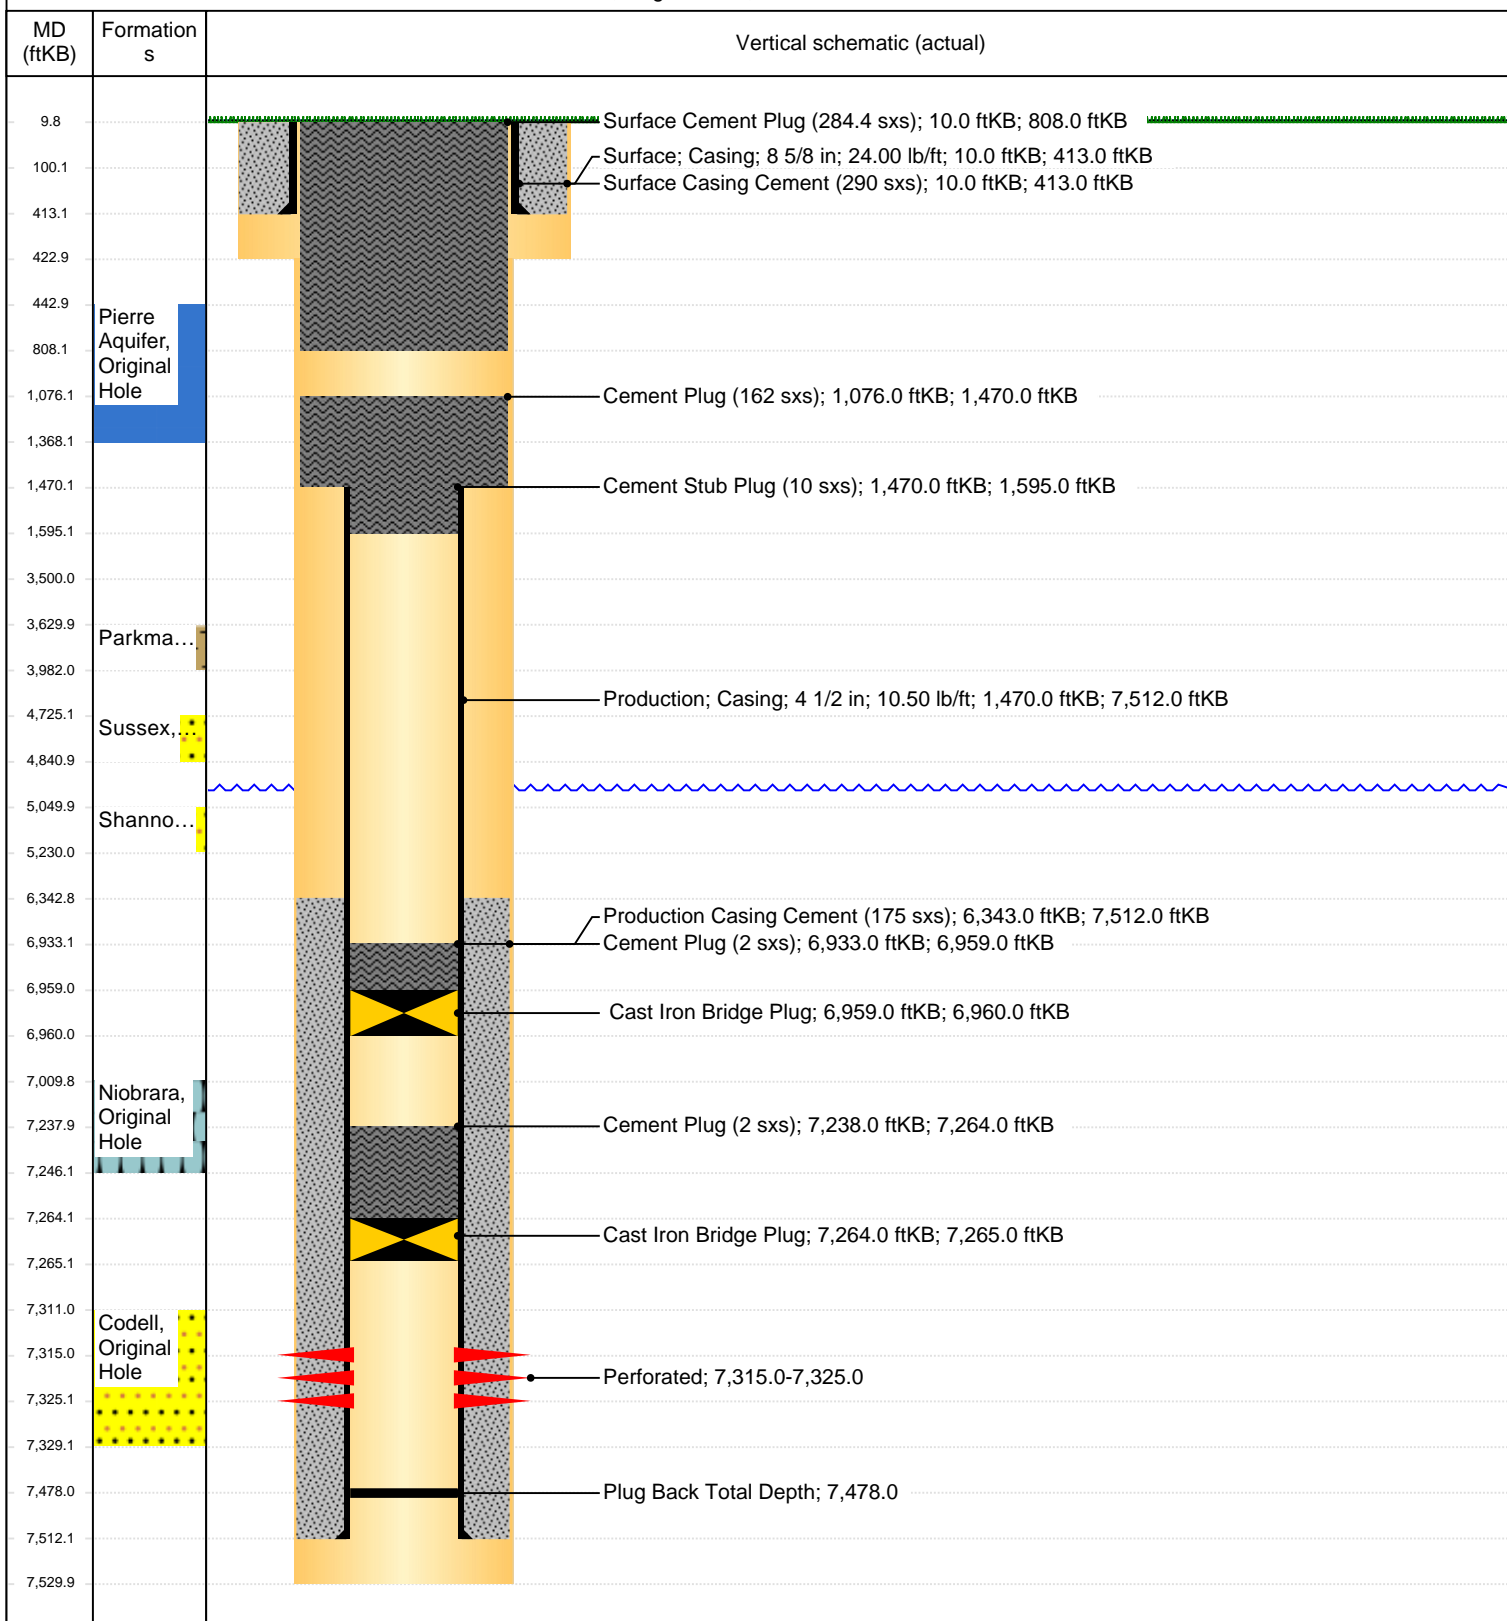 MD
(ftKB)
Formation
s
Vertical schematic (actual)
9.8
100.1
413.1
422.9
442.9
808.1
1,076.1
1,368.1
1,470.1
1,595.1
3,500.0
3,629.9
3,982.0
4,725.1
4,840.9
5,049.9
5,230.0
6,342.8
6,933.1
6,959.0
6,960.0
7,009.8
7,237.9
7,246.1
7,264.1
7,265.1
7,311.0
7,315.0
7,325.1
7,329.1
7,478.0
7,512.1
7,529.9
Pierre
Aquifer,
Original
Hole
Parkma...
Sussex,...
Shanno...
Niobrara,
Original
Hole
Codell,
Original
Hole
Surface Cement Plug (284.4 sxs); 10.0 ftKB; 808.0 ftKB
Surface; Casing; 8 5/8 in; 24.00 lb/ft; 10.0 ftKB; 413.0 ftKB
Surface Casing Cement (290 sxs); 10.0 ftKB; 413.0 ftKB
Cement Plug (162 sxs); 1,076.0 ftKB; 1,470.0 ftKB
Cement Stub Plug (10 sxs); 1,470.0 ftKB; 1,595.0 ftKB
Production; Casing; 4 1/2 in; 10.50 lb/ft; 1,470.0 ftKB; 7,512.0 ftKB
Production Casing Cement (175 sxs); 6,343.0 ftKB; 7,512.0 ftKB
Cement Plug (2 sxs); 6,933.0 ftKB; 6,959.0 ftKB
Cast Iron Bridge Plug; 6,959.0 ftKB; 6,960.0 ftKB
Cement Plug (2 sxs); 7,238.0 ftKB; 7,264.0 ftKB
Cast Iron Bridge Plug; 7,264.0 ftKB; 7,265.0 ftKB
Perforated; 7,315.0-7,325.0
Plug Back Total Depth; 7,478.0